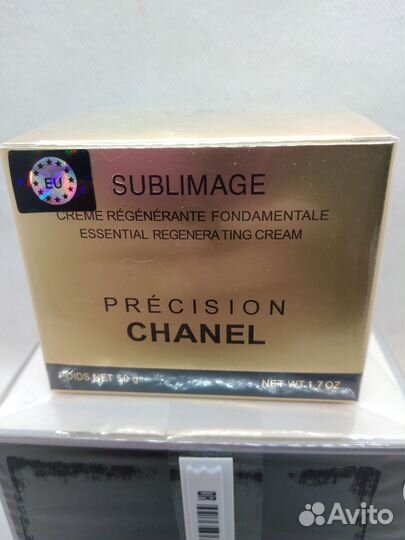 EU
SUBLIMAGE
CRÈME RÉGÉNÉRANTE FONDAMENTALE
ESSENTIAL REGENERATING CREAM
PRÉCISION
CHANEL
POIDS NET 50 g NET WT. 1.7 OZ
Avito